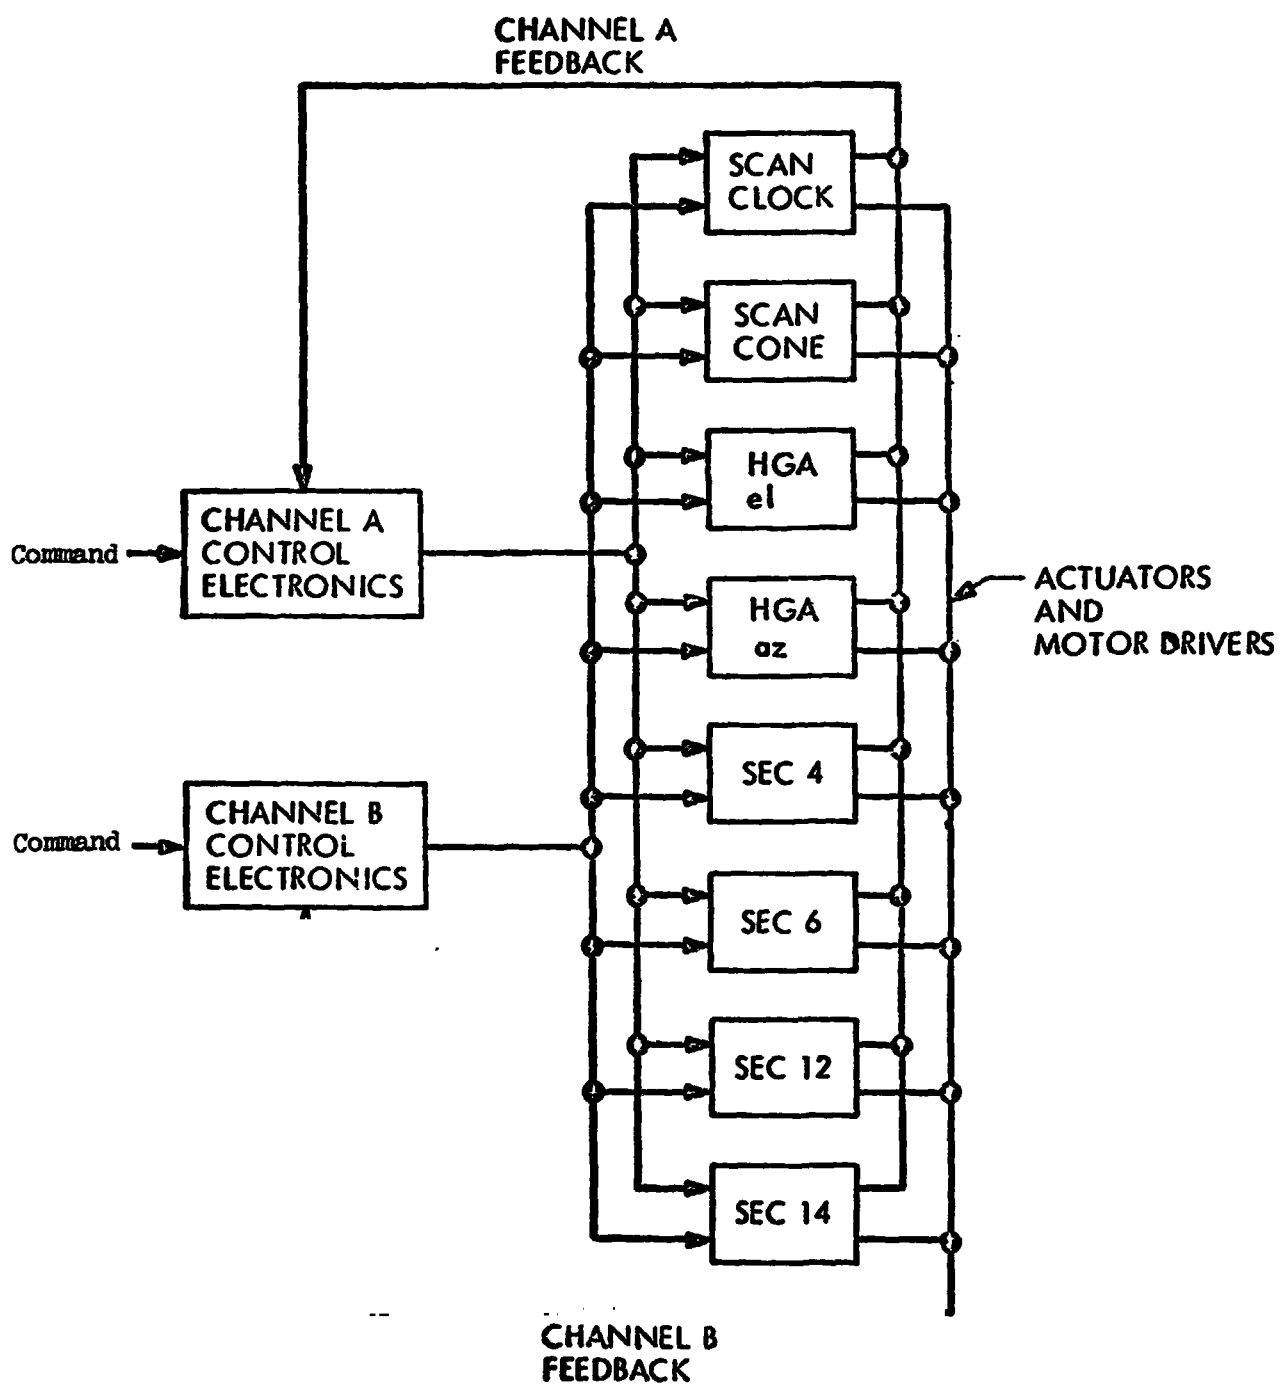 CHANNEL A
FEEDBACK
SCAN
CLOCK
SCAN
CONE
HGA
el
CHANNEL A
CONTROL
ELECTRONICS
Command
HGA
az
ACTUATORS
AND
MOTOR DRIVERS
SEC 4
CHANNEL B
CONTROL
ELECTRONICS
Command
SEC 6
SEC 12
SEC 14
CHANNEL B
FEEDBACK